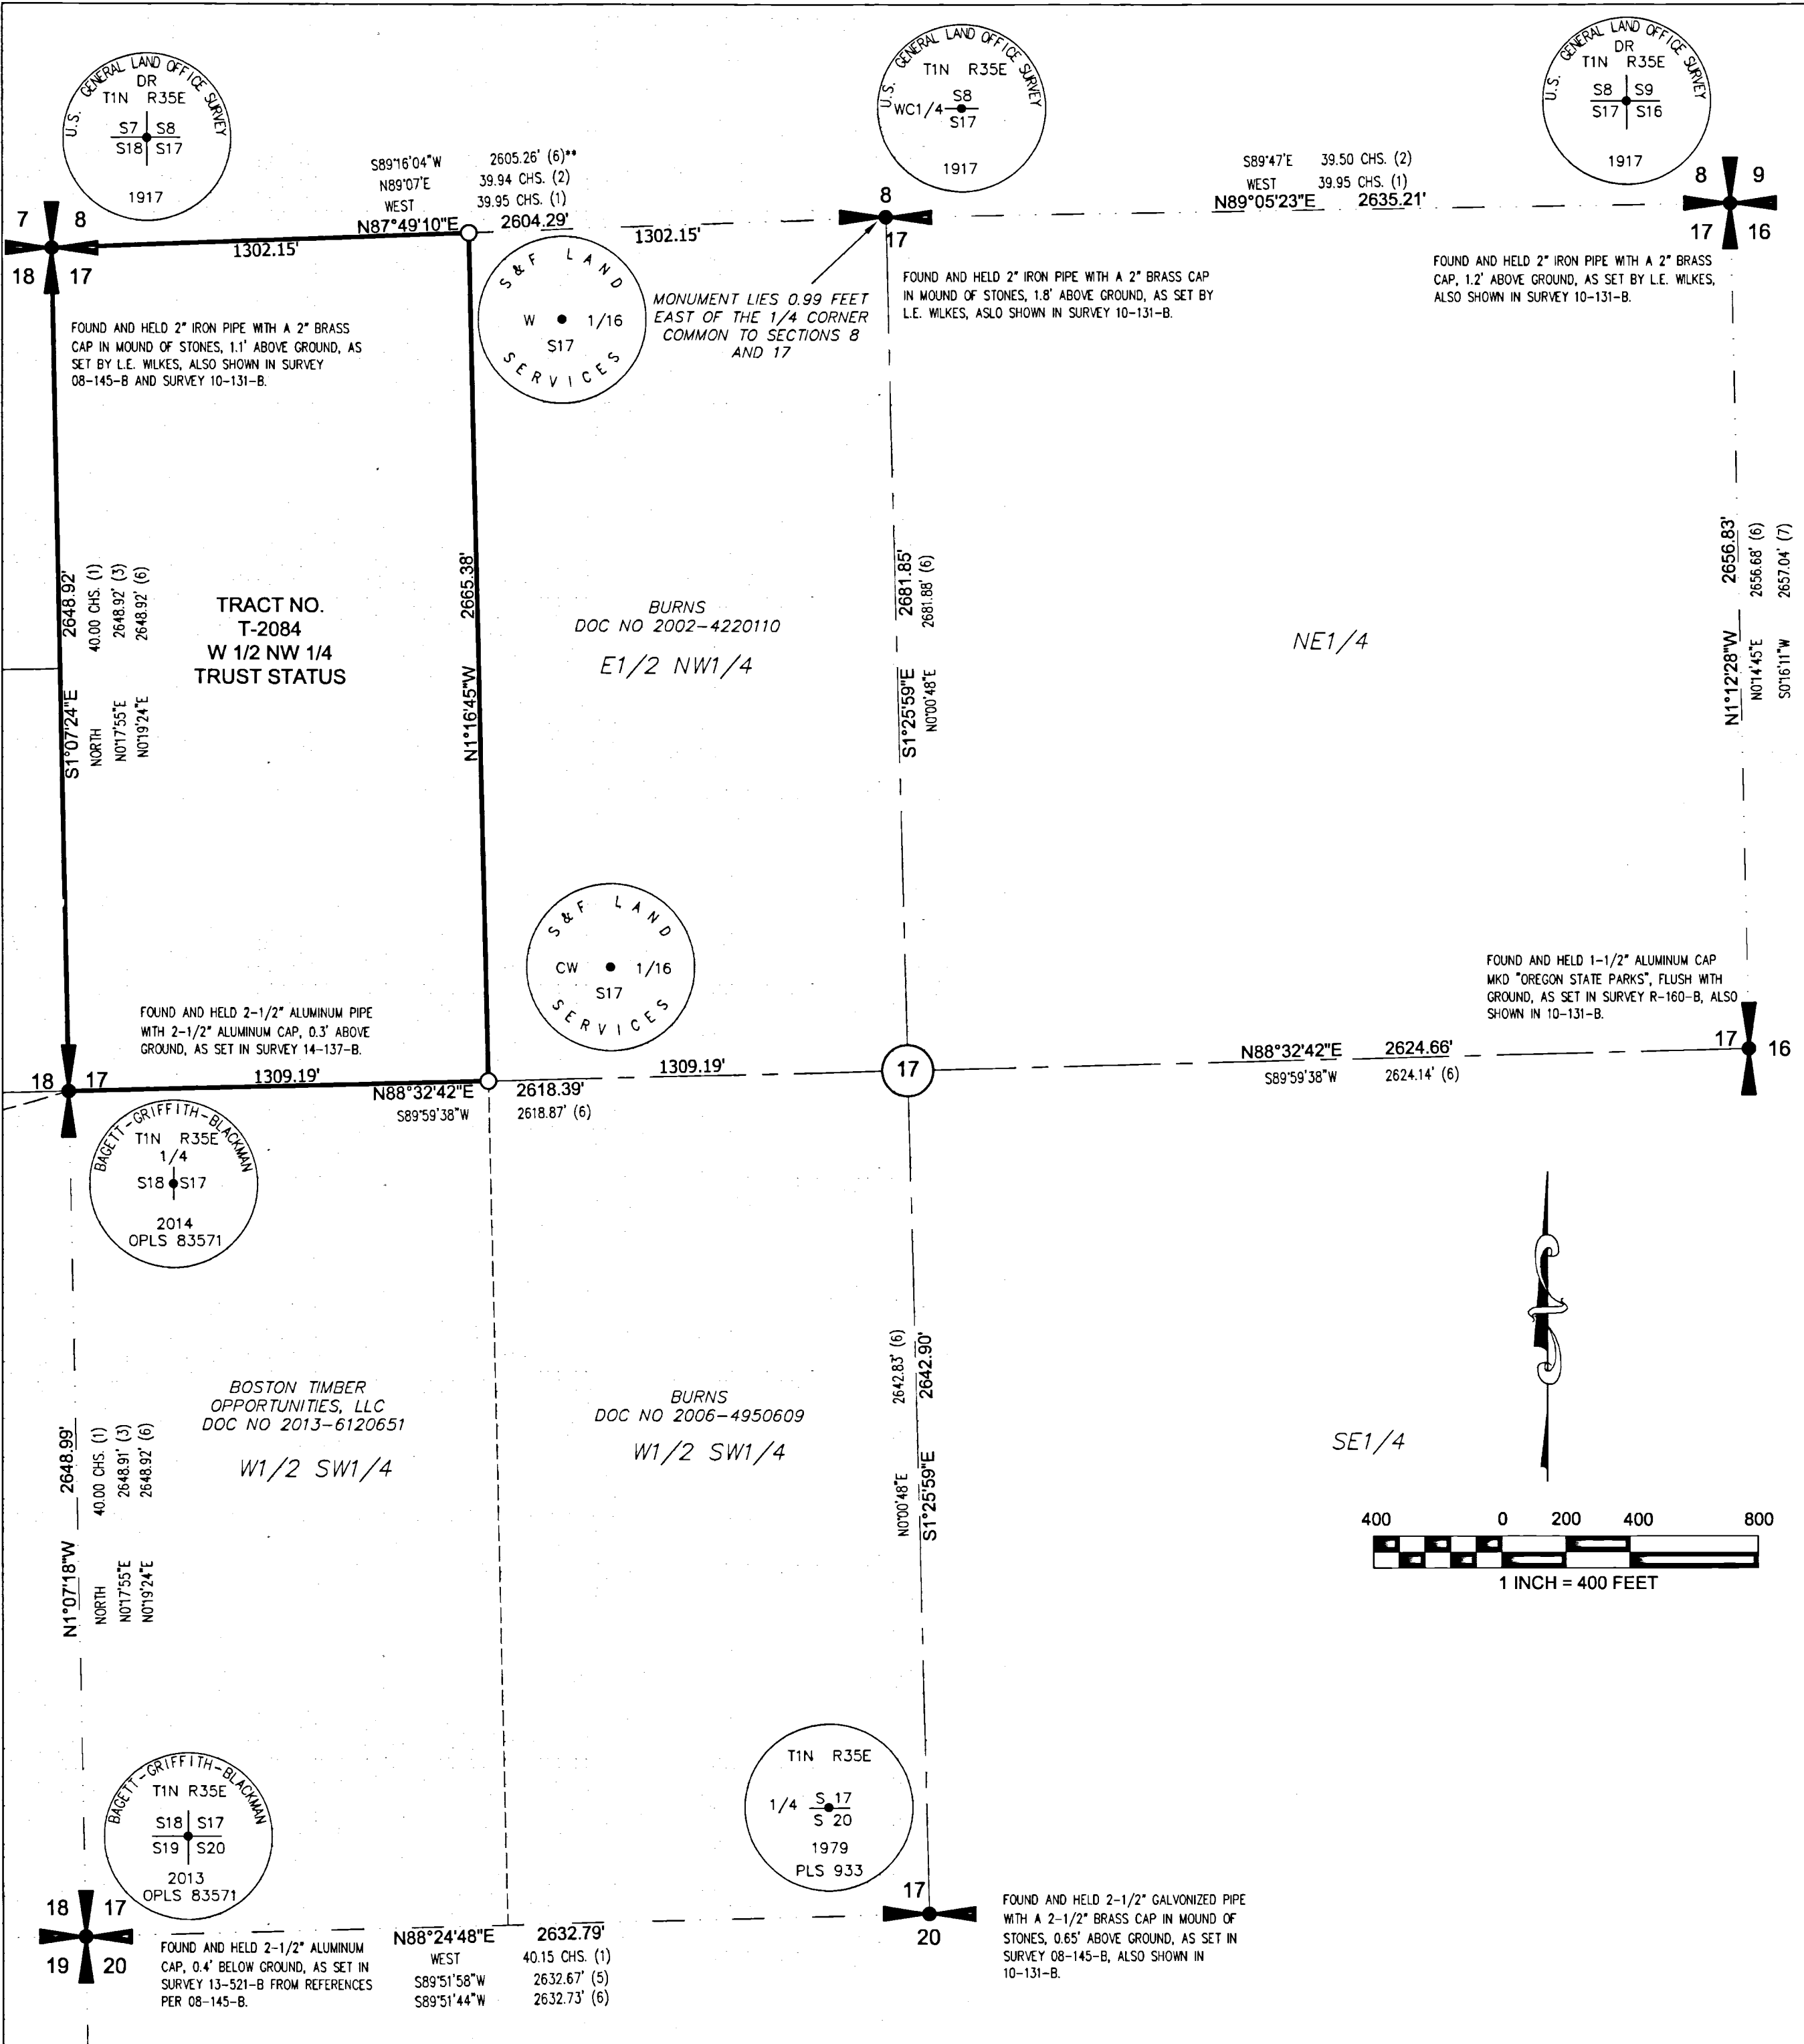 U.S. GENERAL LAND OFFICE SURVEY
DR
T1N R35E
S7 S8
S18 S17
1917
U.S. GENERAL LAND OFFICE SURVEY
T1N R35E
S8
WC1/4
S17
1917
U.S. GENERAL LAND OFFICE SURVEY
DR
T1N R35E
S8 S9
S17 S16
1917
S89°16'04"W 2605.26' (6)**
N89°07'E 39.94 CHS. (2)
WEST 39.95 CHS. (1)
N87°49'10"E 2604.29'
1302.15'
1302.15'
S89°47'E 39.50 CHS. (2)
WEST 39.95 CHS. (1)
N89°05'23"E 2635.21'
7 8
18 17
8
17
8 9
17 16
FOUND AND HELD 2" IRON PIPE WITH A 2" BRASS
CAP IN MOUND OF STONES, 1.1' ABOVE GROUND, AS
SET BY L.E. WILKES, ALSO SHOWN IN SURVEY
08-145-B AND SURVEY 10-131-B.
S&F LAND
W 1/16
S17
SERVICES
MONUMENT LIES 0.99 FEET
EAST OF THE 1/4 CORNER
COMMON TO SECTIONS 8
AND 17
FOUND AND HELD 2" IRON PIPE WITH A 2" BRASS CAP
IN MOUND OF STONES, 1.8' ABOVE GROUND, AS SET BY
L.E. WILKES, ASLO SHOWN IN SURVEY 10-131-B.
FOUND AND HELD 2" IRON PIPE WITH A 2" BRASS
CAP, 1.2' ABOVE GROUND, AS SET BY L.E. WILKES,
ALSO SHOWN IN SURVEY 10-131-B.
S1°07'24"E 2648.92'
NORTH 40.00 CHS. (1)
N0°17'55"E 2648.92' (3)
N0°19'24"E 2648.92' (6)
TRACT NO.
T-2084
W 1/2 NW 1/4
TRUST STATUS
N1°16'45"W 2665.38'
BURNS
DOC NO 2002-4220110
E1/2 NW1/4
S1°25'59"E 2681.85'
N0°00'48"E 2681.88' (6)
NE1/4
N1°12'28"W 2656.83'
N0°14'45"E 2656.68' (6)
S0°16'11"W 2657.04' (7)
S&F LAND
CW 1/16
S17
SERVICES
FOUND AND HELD 2-1/2" ALUMINUM PIPE
WITH 2-1/2" ALUMINUM CAP, 0.3' ABOVE
GROUND, AS SET IN SURVEY 14-137-B.
FOUND AND HELD 1-1/2" ALUMINUM CAP
MKD "OREGON STATE PARKS", FLUSH WITH
GROUND, AS SET IN SURVEY R-160-B, ALSO
SHOWN IN 10-131-B.
18 17
1309.19'
N88°32'42"E 2618.39'
S89°59'38"W 2618.87' (6)
1309.19'
17
N88°32'42"E 2624.66'
S89°59'38"W 2624.14' (6)
17 16
BAGETT-GRIFFITH-BLACKMAN
T1N R35E
1/4
S18 S17
2014
OPLS 83571
N1°07'18"W 2648.99'
NORTH 40.00 CHS. (1)
N0°17'55"E 2648.91' (3)
N0°19'24"E 2648.92' (6)
BOSTON TIMBER
OPPORTUNITIES, LLC
DOC NO 2013-6120651
W1/2 SW1/4
BURNS
DOC NO 2006-4950609
W1/2 SW1/4
N0°00'48"E 2642.83' (6)
S1°25'59"E 2642.90'
SE1/4
400 0 200 400 800
1 INCH = 400 FEET
BAGETT-GRIFFITH-BLACKMAN
T1N R35E
S18 S17
S19 S20
2013
OPLS 83571
T1N R35E
1/4 S 17
S 20
1979
PLS 933
18 17
19 20
17
20
FOUND AND HELD 2-1/2" ALUMINUM
CAP, 0.4' BELOW GROUND, AS SET IN
SURVEY 13-521-B FROM REFERENCES
PER 08-145-B.
N88°24'48"E 2632.79'
WEST 40.15 CHS. (1)
S89°51'58"W 2632.67' (5)
S89°51'44"W 2632.73' (6)
FOUND AND HELD 2-1/2" GALVONIZED PIPE
WITH A 2-1/2" BRASS CAP IN MOUND OF
STONES, 0.65' ABOVE GROUND, AS SET IN
SURVEY 08-145-B, ALSO SHOWN IN
10-131-B.